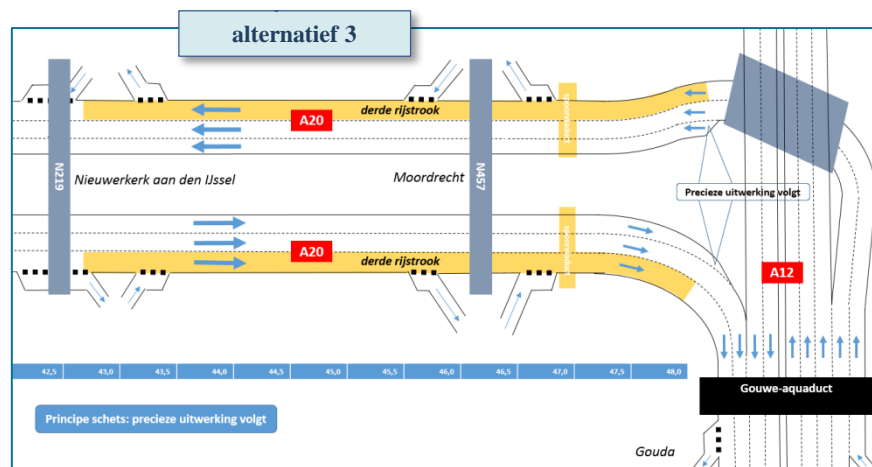 alternatief 3
derde rijstrook
A20
N219
Nieuwerkerk aan den IJssel
Moordrecht
N457
spoorviaduct
Precieze uitwerking volgt
A20
derde rijstrook
spoorviaduct
A12
42,5 43,0 43,5 44,0 44,5 45,0 45,5 46,0 46,5 47,0 47,5 48,0
Gouwe-aquaduct
Principe schets: precieze uitwerking volgt
Gouda